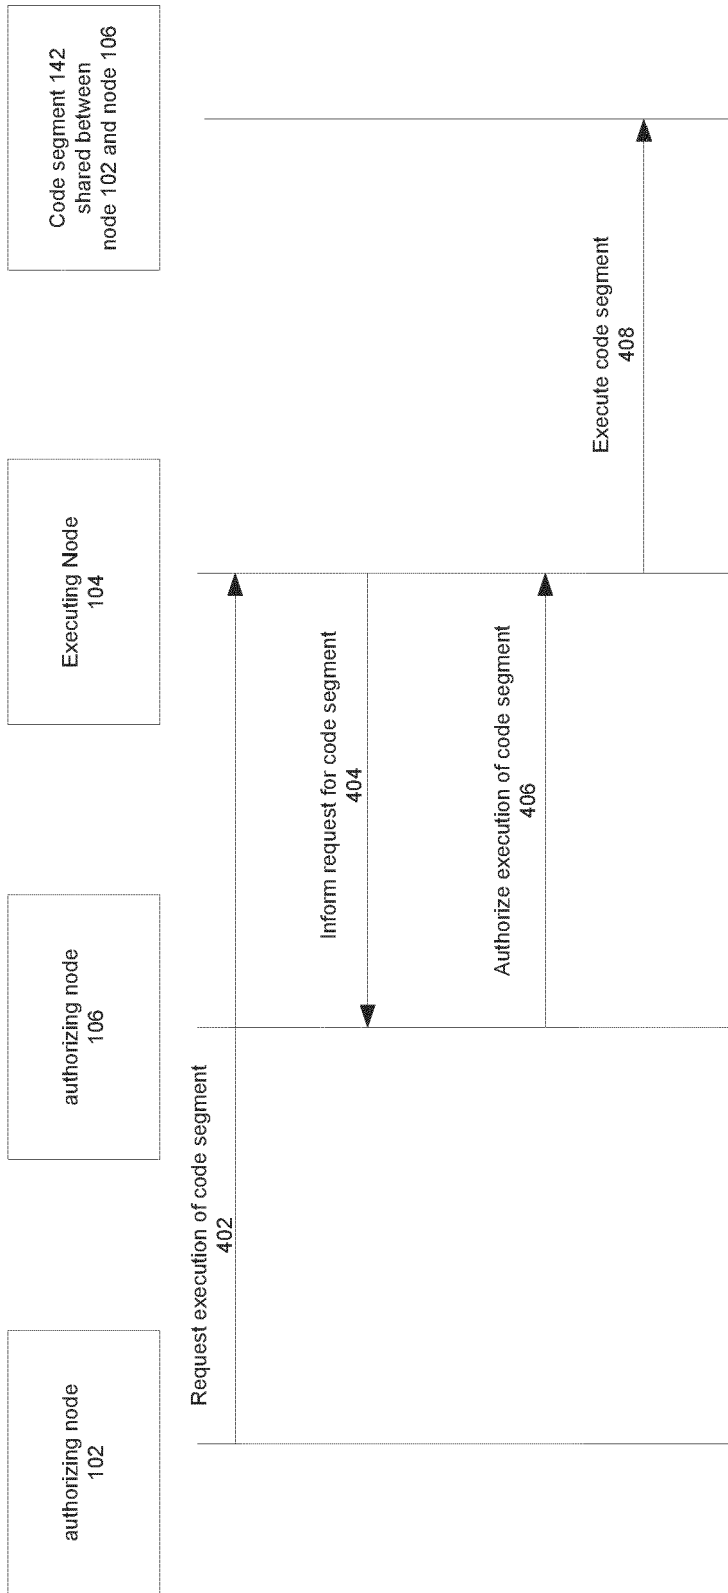 authorizing node
102
authorizing node
106
Executing Node
104
Code segment 142
shared between
node 102 and node 106
Request execution of code segment
402
Inform request for code segment
404
Authorize execution of code segment
406
Execute code segment
408